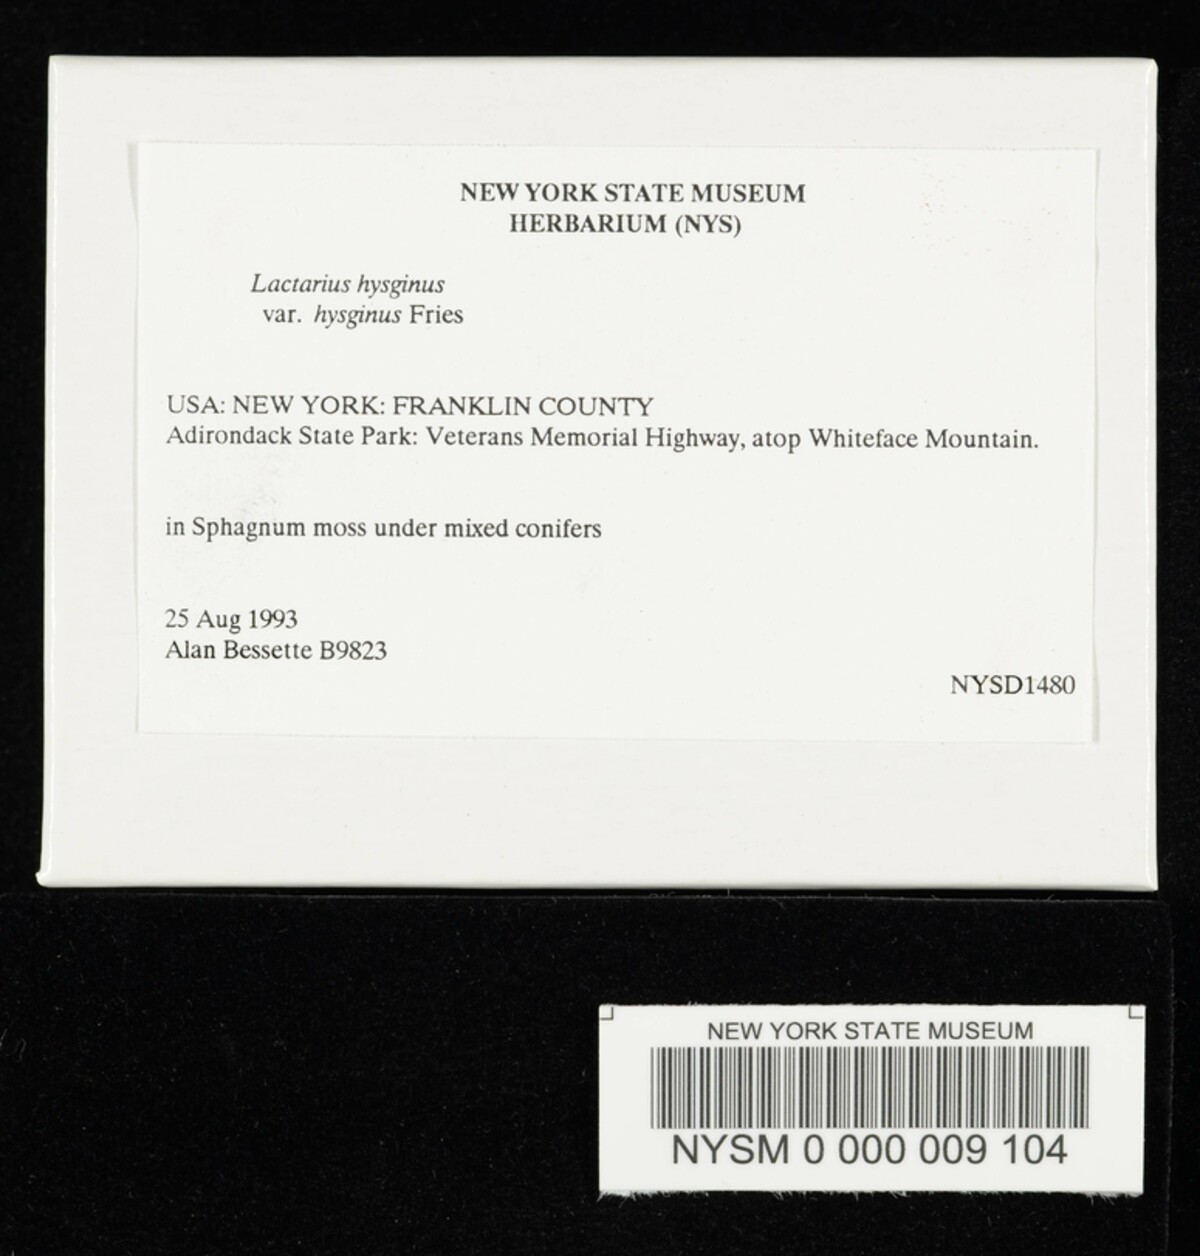 NEW YORK STATE MUSEUM
HERBARIUM (NYS)
Lactarius hysginus
var. hysginus Fries
USA: NEW YORK: FRANKLIN COUNTY
Adirondack State Park: Veterans Memorial Highway, atop Whiteface Mountain.
in Sphagnum moss under mixed conifers
25 Aug 1993
Alan Bessette B9823
NYSD1480
NEW YORK STATE MUSEUM
NYSM 0 000 009 104